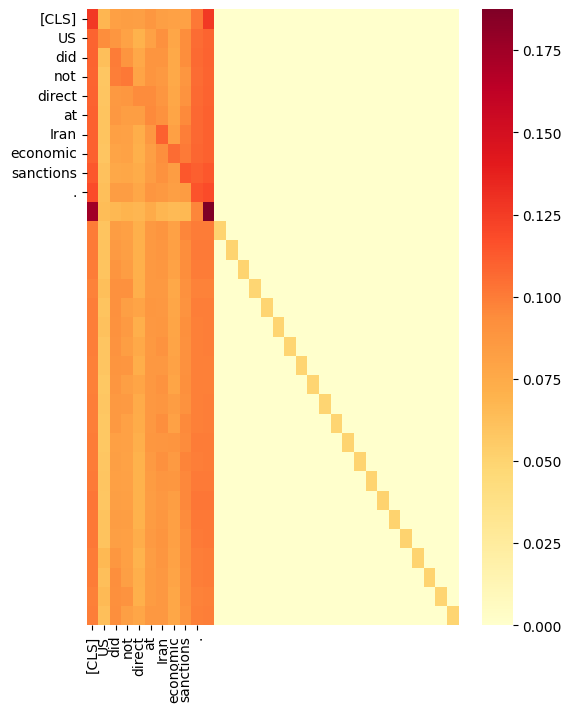 [CLS]
US
did
not
direct
at
Iran
economic
sanctions
.
0.175
0.150
0.125
0.100
0.075
0.050
0.025
0.000
[CLS]
US
did
not
direct
at
Iran
economic
sanctions
.